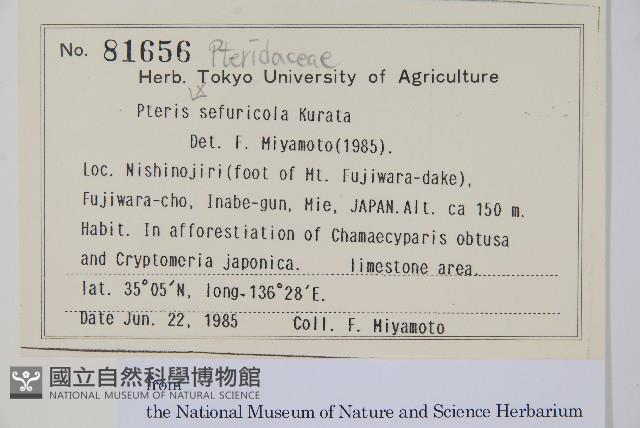 No. 81656 Pteridaceae
Herb. Tokyo University of Agriculture
x
Pteris sefuricola Kurata
Det. F. Miyamoto(1985).
Loc. Nishinojiri(foot of Mt. Fujiwara-dake),
Fujiwara-cho, Inabe-gun, Mie, JAPAN.Alt. ca 150 m.
Habit. In afforestiation of Chamaecyparis obtusa
and Cryptomeria japonica. limestone area.
lat. 35°05′N, long.136°28′E.
Date Jun. 22, 1985 Coll. F. Miyamoto
國立自然科學博物館
NATIONAL MUSEUM OF NATURAL SCIENCE
from
the National Museum of Nature and Science Herbarium